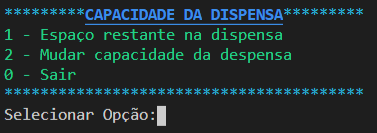 *********CAPACIDADE DA DISPENSA*********
1 - Espaço restante na dispensa
2 - Mudar capacidade da despensa
0 - Sair
****************************************
Selecionar Opção: